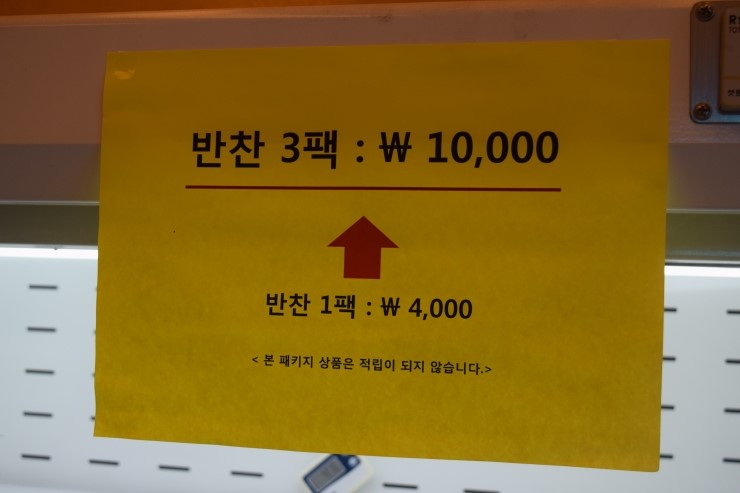 반찬 3팩 : ₩ 10,000
반찬 1팩 : ₩ 4,000
< 본 패키지 상품은 적립이 되지 않습니다.>